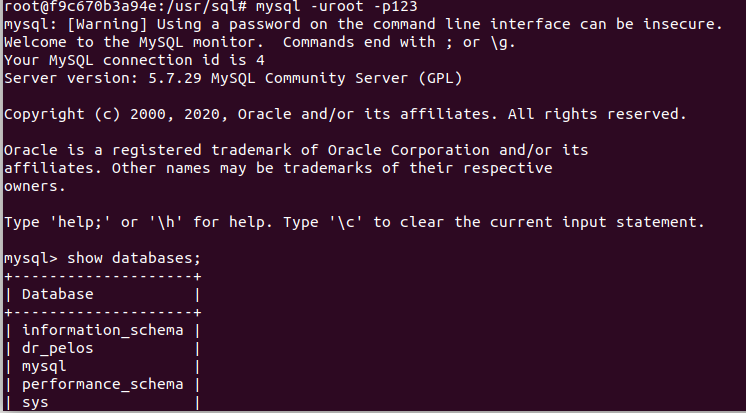 root@f9c670b3a94e:/usr/sql# mysql -uroot -p123
mysql: [Warning] Using a password on the command line interface can be insecure.
Welcome to the MySQL monitor.  Commands end with ; or \g.
Your MySQL connection id is 4
Server version: 5.7.29 MySQL Community Server (GPL)

Copyright (c) 2000, 2020, Oracle and/or its affiliates. All rights reserved.

Oracle is a registered trademark of Oracle Corporation and/or its
affiliates. Other names may be trademarks of their respective
owners.

Type 'help;' or '\h' for help. Type '\c' to clear the current input statement.

mysql> show databases;
+--------------------+
| Database           |
+--------------------+
| information_schema |
| dr_pelos           |
| mysql              |
| performance_schema |
| sys                |